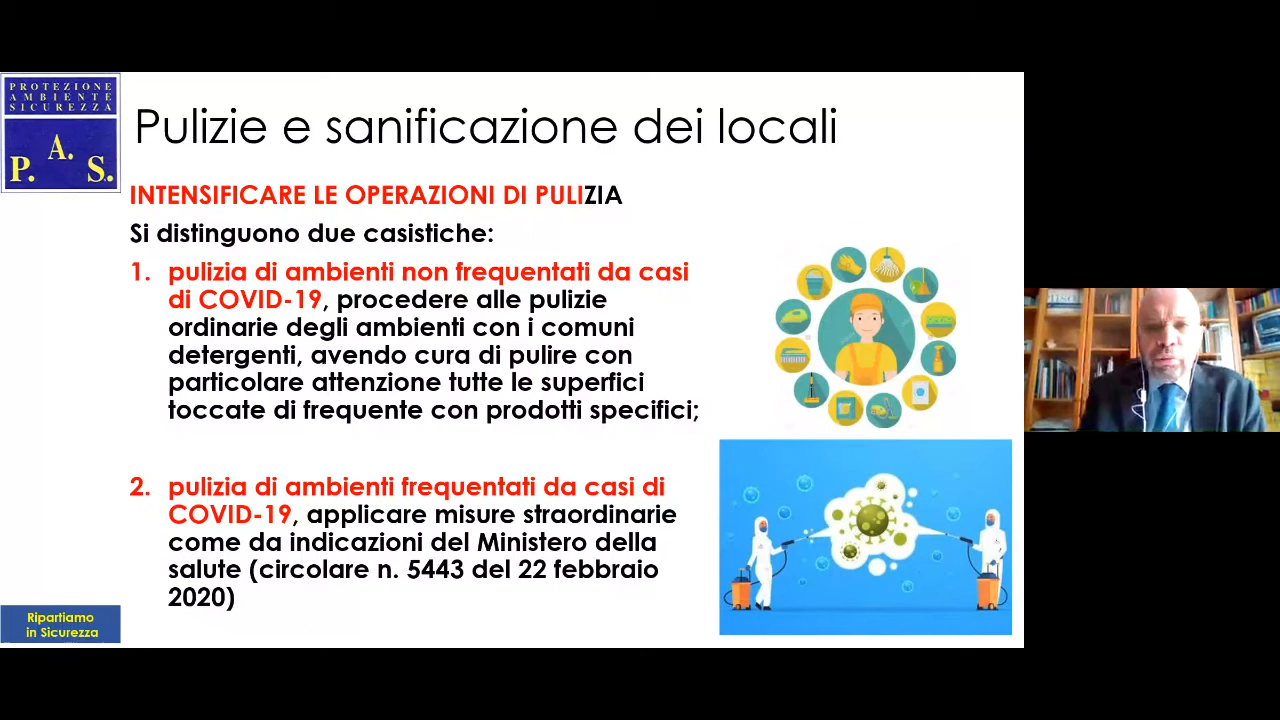 PROTEZIONE
AMBIENTE
SICUREZZA
P. A. S.
Pulizie e sanificazione dei locali
INTENSIFICARE LE OPERAZIONI DI PULIZIA
Si distinguono due casistiche:
1. pulizia di ambienti non frequentati da casi
di COVID-19, procedere alle pulizie
ordinarie degli ambienti con i comuni
detergenti, avendo cura di pulire con
particolare attenzione tutte le superfici
toccate di frequente con prodotti specifici;
2. pulizia di ambienti frequentati da casi di
COVID-19, applicare misure straordinarie
come da indicazioni del Ministero della
salute (circolare n. 5443 del 22 febbraio
2020)
Ripartiamo
in Sicurezza